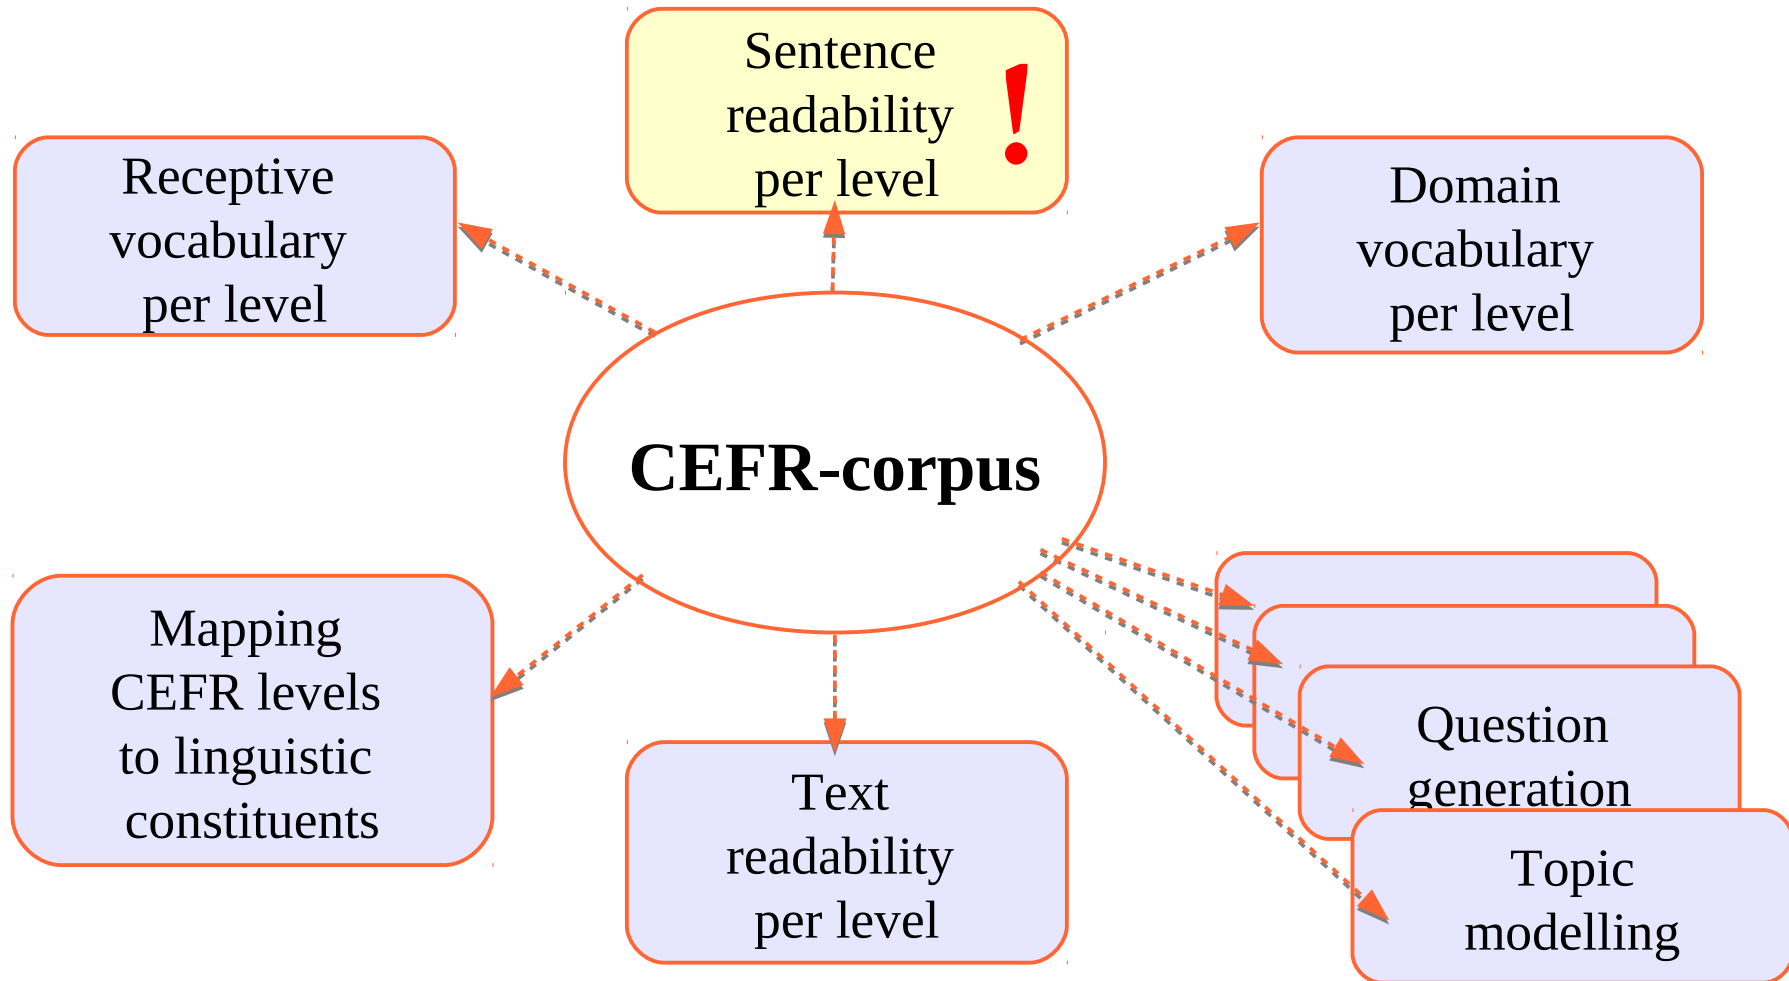 Sentence
readability
per level
!
Receptive
vocabulary
per level
Domain
vocabulary
per level
CEFR-corpus
Mapping
CEFR levels
to linguistic
constituents
Text
readability
per level
Question
generation
Topic
modelling